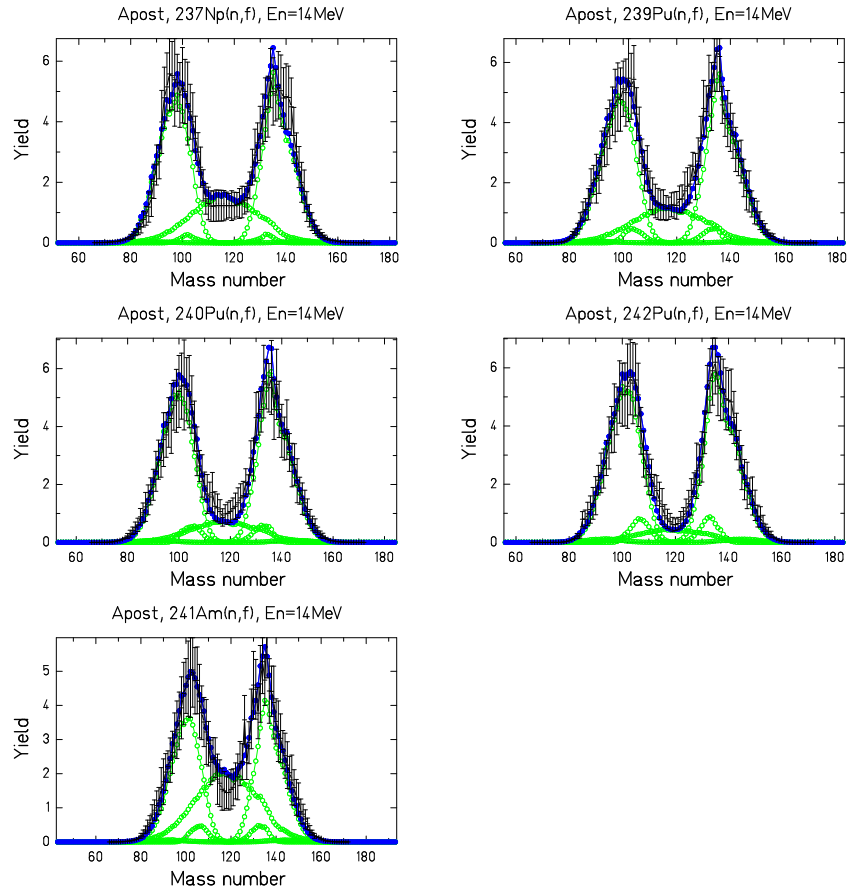 Apost, 237Np(n,f), En=14MeV
Yield
6
4
2
0
60 80 100 120 140 160 180
Mass number
Apost, 239Pu(n,f), En=14MeV
Yield
6
4
2
0
60 80 100 120 140 160 180
Mass number
Apost, 240Pu(n,f), En=14MeV
Yield
6
4
2
0
60 80 100 120 140 160 180
Mass number
Apost, 242Pu(n,f), En=14MeV
Yield
6
4
2
0
60 80 100 120 140 160 180
Mass number
Apost, 241Am(n,f), En=14MeV
Yield
5
4
3
2
1
0
60 80 100 120 140 160 180
Mass number